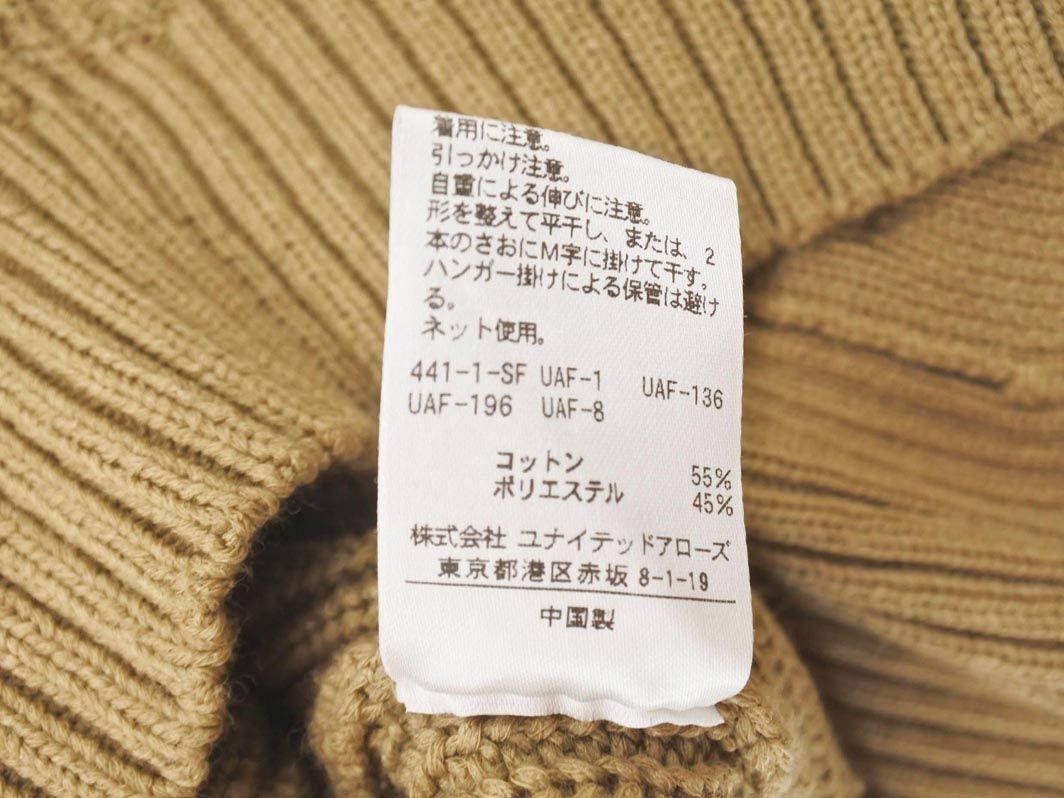 着用に注意。
引っかけ注意。
自重による伸びに注意。
形を整えて平干し、または、2
本のさおにM字に掛けて干す。
ハンガー掛けによる保管は避け
る。
ネット使用。
441-1-SF UAF-1 UAF-136
UAF-196 UAF-8
コットン 55%
ポリエステル 45%
株式会社 ユナイテッドアローズ
東京都港区赤坂 8-1-19
中国製